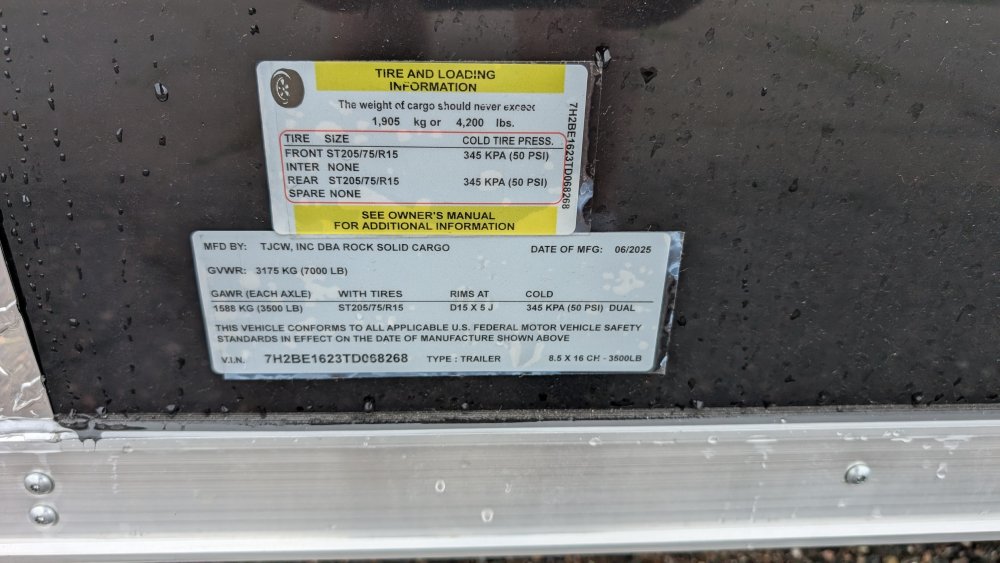 TIRE AND LOADING
INFORMATION
The weight of cargo should never exceed
1,905 kg or 4,200 lbs.
TIRE SIZE COLD TIRE PRESS.
FRONT ST205/75/R15 345 KPA (50 PSI)
INTER NONE
REAR ST205/75/R15 345 KPA (50 PSI)
SPARE NONE
SEE OWNER'S MANUAL
FOR ADDITIONAL INFORMATION
7H2BE1623TD068268
MFD BY: TJCW, INC DBA ROCK SOLID CARGO DATE OF MFG: 06/2025
GVWR: 3175 KG (7000 LB)
GAWR (EACH AXLE) WITH TIRES RIMS AT COLD
1588 KG (3500 LB) ST205/75/R15 D15 X 5 J 345 KPA (50 PSI) DUAL
THIS VEHICLE CONFORMS TO ALL APPLICABLE U.S. FEDERAL MOTOR VEHICLE SAFETY
STANDARDS IN EFFECT ON THE DATE OF MANUFACTURE SHOWN ABOVE
V.I.N. 7H2BE1623TD068268 TYPE : TRAILER 8.5 X 16 CH - 3500LB